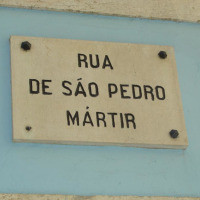 RUA
DE SÃO PEDRO
MÁRTIR